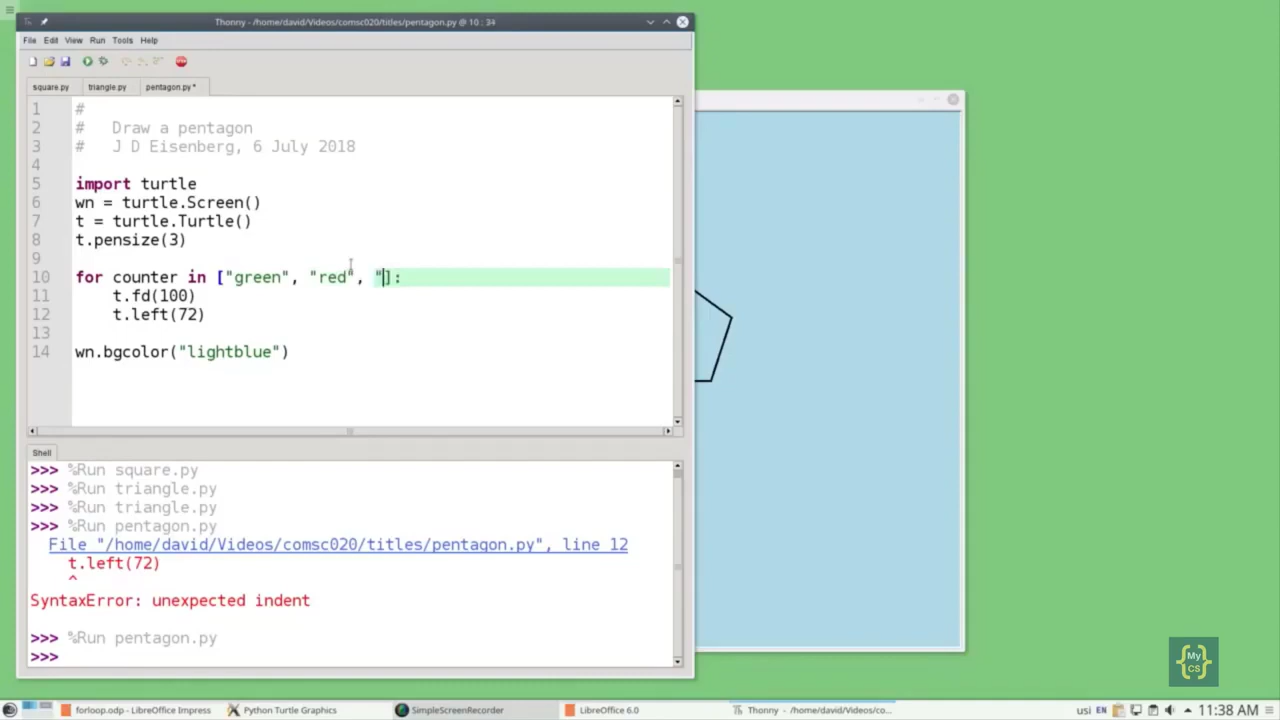 Thonny - /home/david/Videos/comsc020/titles/pentagon.py @ 10 : 34
File Edit View Run Tools Help
square.py triangle.py pentagon.py *
1 #
2 #   Draw a pentagon
3 #   J D Eisenberg, 6 July 2018
4
5 import turtle
6 wn = turtle.Screen()
7 t = turtle.Turtle()
8 t.pensize(3)
9
10 for counter in ["green", "red", "]:
11     t.fd(100)
12     t.left(72)
13
14 wn.bgcolor("lightblue")
Shell
>>> %Run square.py
>>> %Run triangle.py
>>> %Run triangle.py
>>> %Run pentagon.py
File "/home/david/Videos/comsc020/titles/pentagon.py", line 12
t.left(72)
^
SyntaxError: unexpected indent
>>> %Run pentagon.py
>>>
My
CS
forloop.odp - LibreOffice Impress Python Turtle Graphics SimpleScreenRecorder LibreOffice 6.0 Thonny - /home/david/Videos/co... usi EN 11:38 AM